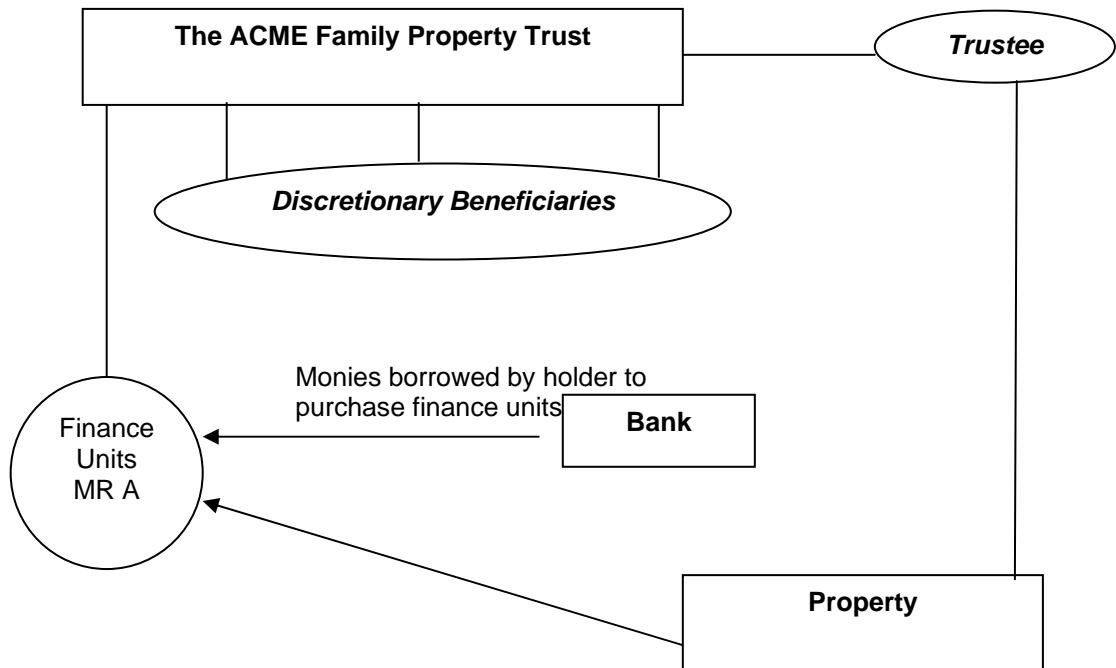 The ACME Family Property Trust
Trustee
Discretionary Beneficiaries
Monies borrowed by holder to
purchase finance units
Bank
Finance
Units
MR A
Property